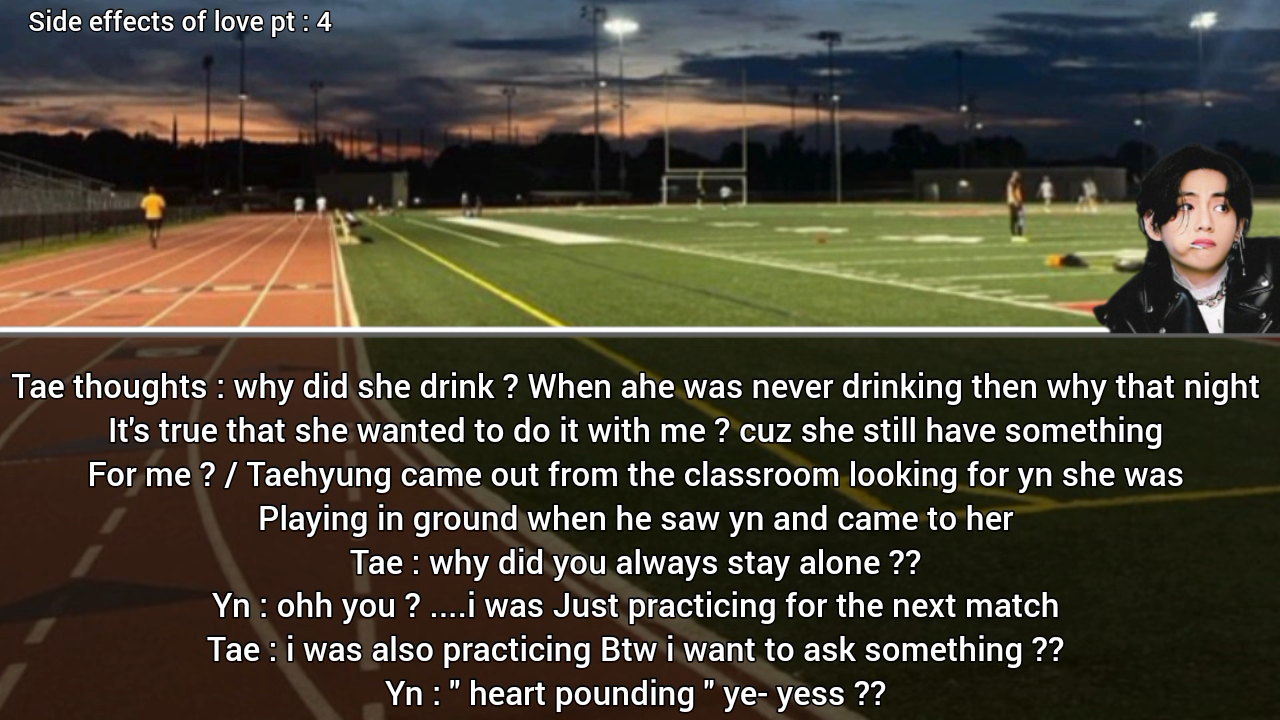 Side effects of love pt : 4
Tae thoughts : why did she drink ? When ahe was never drinking then why that night
It's true that she wanted to do it with me ? cuz she still have something
For me ? / Taehyung came out from the classroom looking for yn she was
Playing in ground when he saw yn and came to her
Tae : why did you always stay alone ??
Yn : ohh you ? ....i was Just practicing for the next match
Tae : i was also practicing Btw i want to ask something ??
Yn : " heart pounding " ye- yess ??